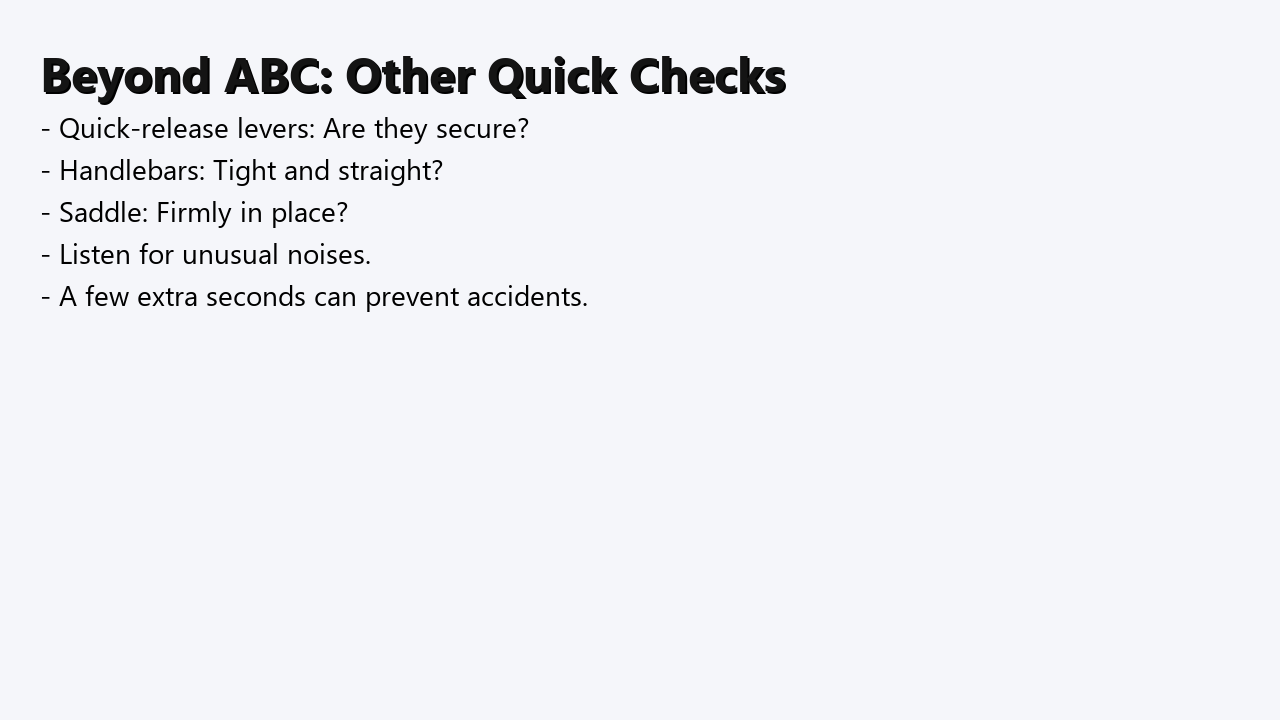 Beyond ABC: Other Quick Checks
- Quick-release levers: Are they secure?
- Handlebars: Tight and straight?
- Saddle: Firmly in place?
- Listen for unusual noises.
- A few extra seconds can prevent accidents.